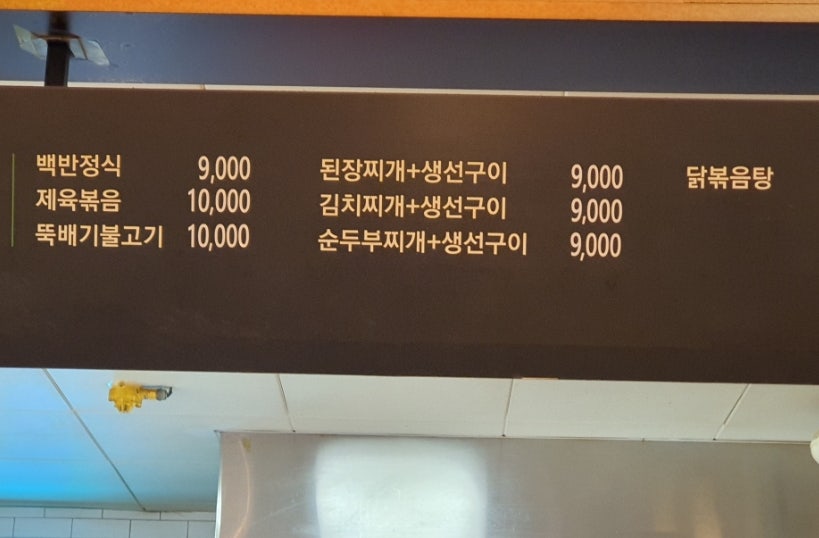 백반정식 9,000
제육볶음 10,000
뚝배기불고기 10,000
된장찌개+생선구이 9,000
김치찌개+생선구이 9,000
순두부찌개+생선구이 9,000
닭볶음탕